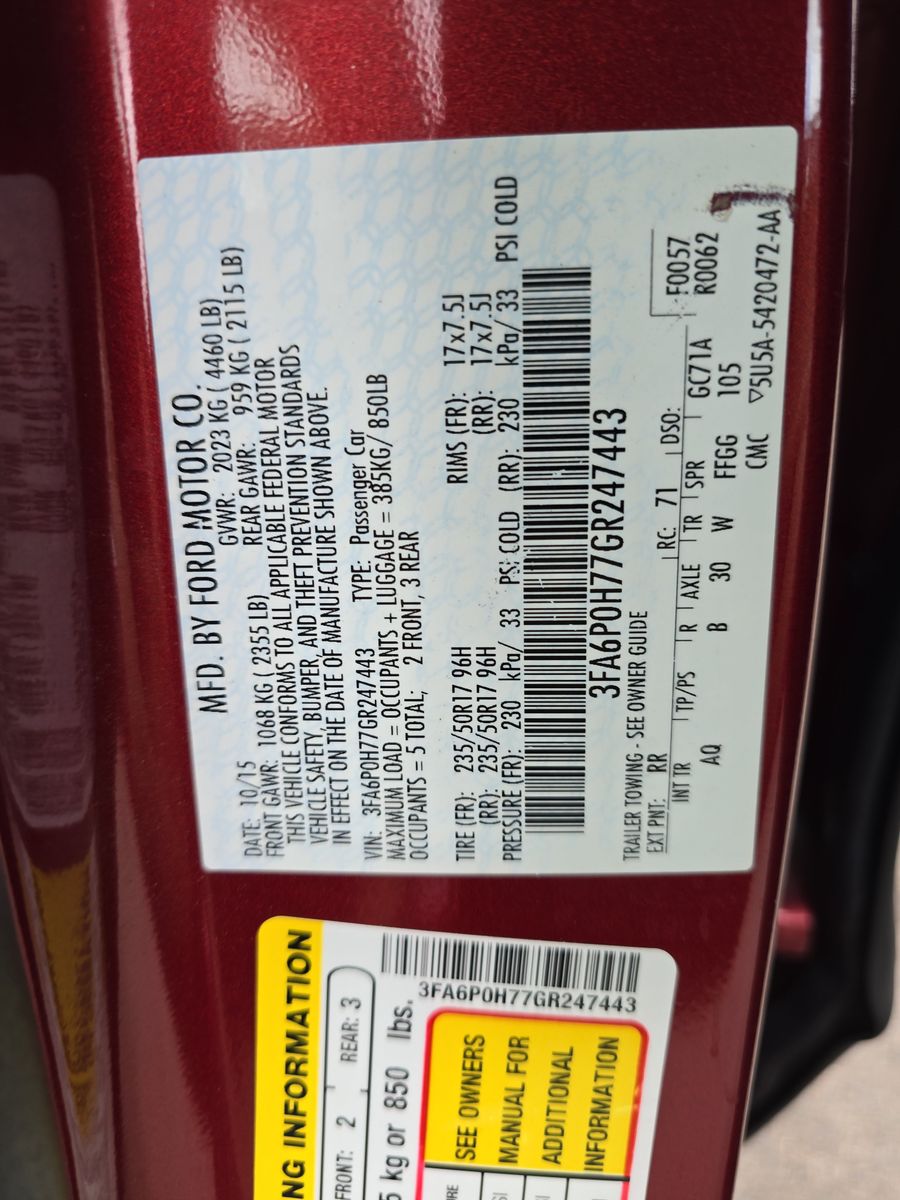 MFD. BY FORD MOTOR CO.
DATE: 10/15 GVWR: 2023 KG ( 4460 LB)
FRONT GAWR: 1068 KG ( 2355 LB) REAR GAWR: 959 KG ( 2115 LB)
THIS VEHICLE CONFORMS TO ALL APPLICABLE FEDERAL MOTOR
VEHICLE SAFETY, BUMPER, AND THEFT PREVENTION STANDARDS
IN EFFECT ON THE DATE OF MANUFACTURE SHOWN ABOVE.
VIN: 3FA6P0H77GR247443 TYPE: Passenger Car
MAXIMUM LOAD = OCCUPANTS + LUGGAGE = 385KG/ 850LB
OCCUPANTS = 5 TOTAL; 2 FRONT, 3 REAR
TIRE (FR): 235/50R17 96H RIMS (FR): 17x7.5J
(RR): 235/50R17 96H (RR): 17x7.5J
PRESSURE (FR): 230 kPa/ 33 PSI COLD (RR): 230 kPa/ 33 PSI COLD
3FA6P0H77GR247443
TRAILER TOWING - SEE OWNER GUIDE
EXT PNT: RR RC: 71 DSO: F0057
R0062
INT TR TP/PS R AXLE TR SPR GC71A
AQ B 30 W FFGG 105
CMC ▽5U5A-5420472-AA
NG INFORMATION
FRONT: 2 REAR: 3
5 kg or 850 lbs.
3FA6P0H77GR247443
SEE OWNERS
MANUAL FOR
ADDITIONAL
INFORMATION